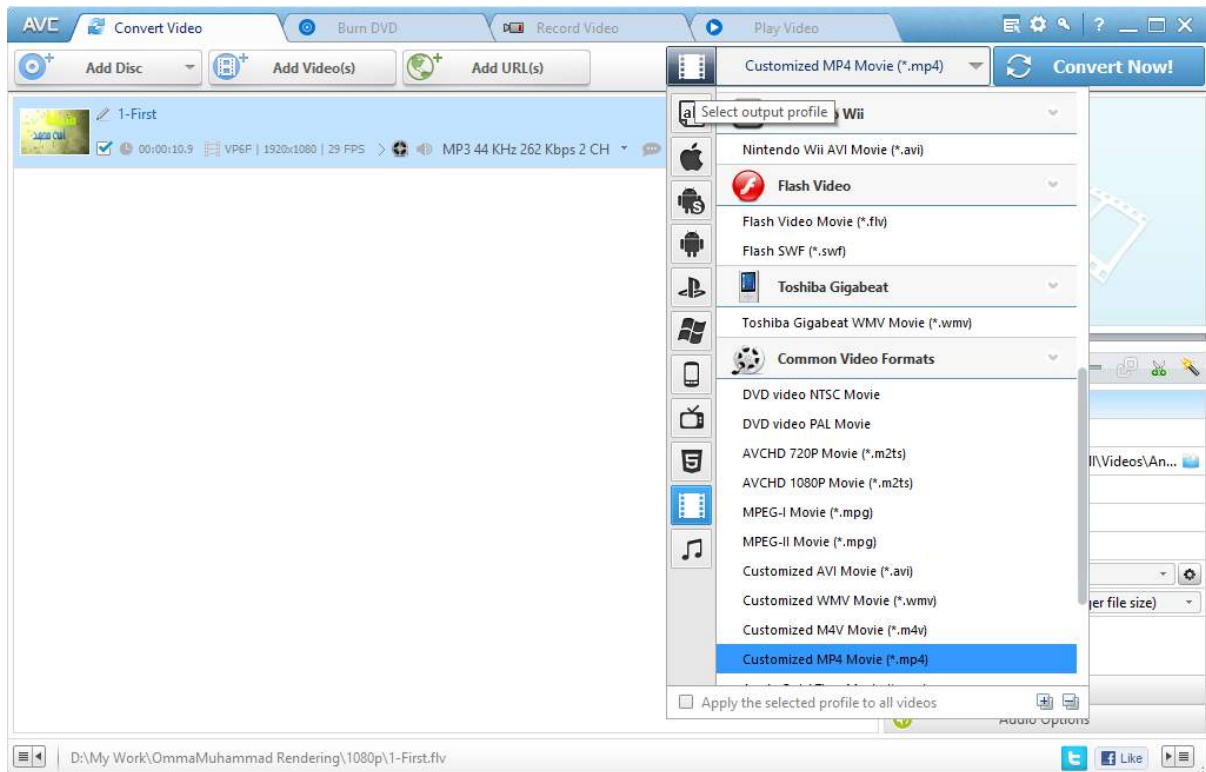 AVC
Convert Video
Burn DVD
Record Video
Play Video
?
Add Disc
Add Video(s)
Add URL(s)
Customized MP4 Movie (*.mp4)
Convert Now!
1-First
00:00:10.9
VP6F | 1920x1080 | 29 FPS
MP3 44 KHz 262 Kbps 2 CH
Select output profile
Wii
Nintendo Wii AVI Movie (*.avi)
Flash Video
Flash Video Movie (*.flv)
Flash SWF (*.swf)
Toshiba Gigabeat
Toshiba Gigabeat WMV Movie (*.wmv)
Common Video Formats
DVD video NTSC Movie
DVD video PAL Movie
AVCHD 720P Movie (*.m2ts)
AVCHD 1080P Movie (*.m2ts)
MPEG-I Movie (*.mpg)
MPEG-II Movie (*.mpg)
Customized AVI Movie (*.avi)
Customized WMV Movie (*.wmv)
Customized M4V Movie (*.m4v)
Customized MP4 Movie (*.mp4)
Apply the selected profile to all videos
ll\Videos\An...
er file size)
Audio Options
D:\My Work\OmmaMuhammad Rendering\1080p\1-First.flv
Like